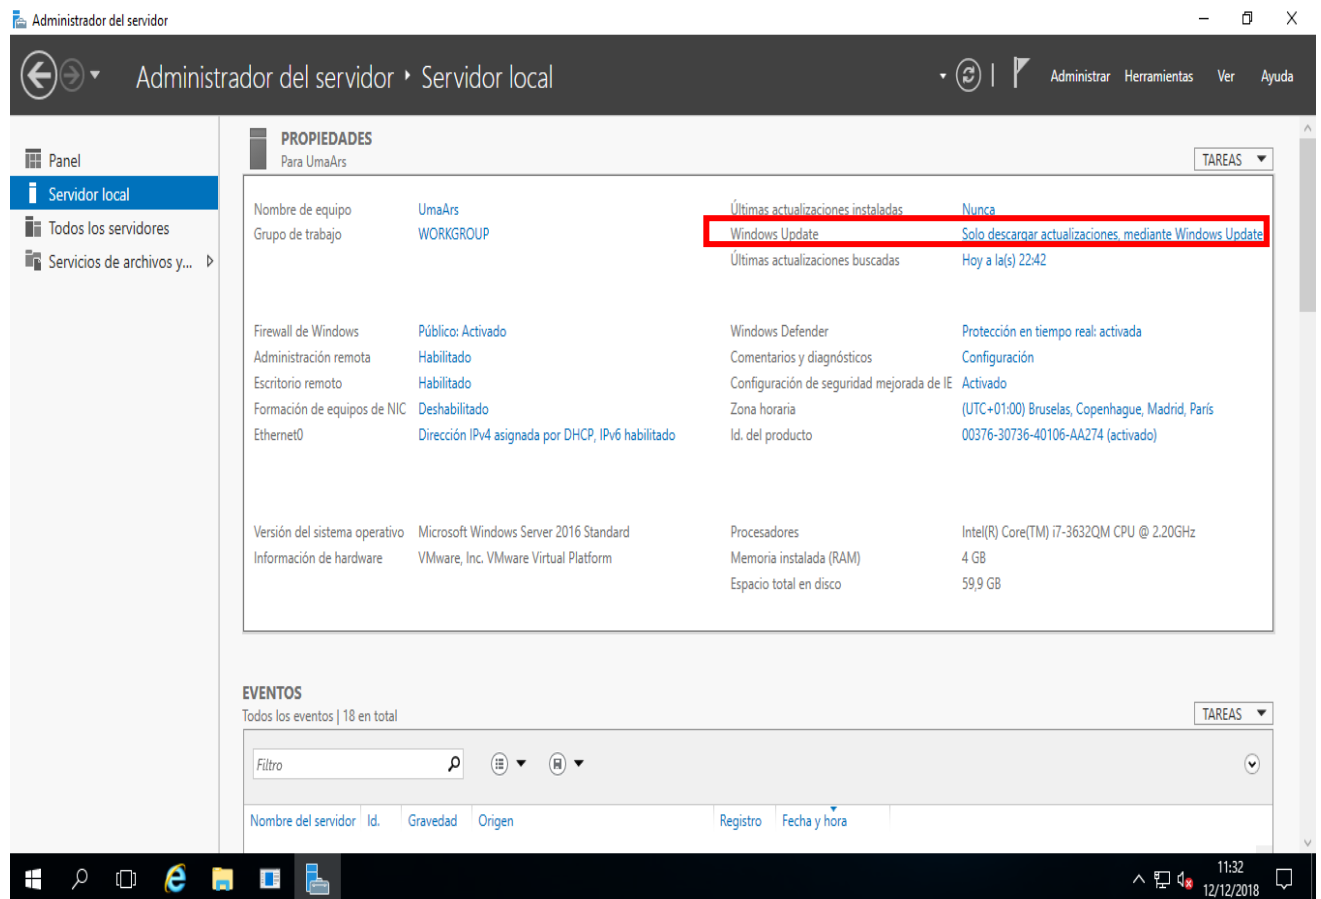 Administrador del servidor
Administrador del servidor • Servidor local
Administrar Herramientas Ver Ayuda
Panel
Servidor local
Todos los servidores
Servicios de archivos y...
PROPIEDADES
Para UmaArs
TAREAS
Nombre de equipo UmaArs Últimas actualizaciones instaladas Nunca
Grupo de trabajo WORKGROUP Windows Update Solo descargar actualizaciones, mediante Windows Update
Últimas actualizaciones buscadas Hoy a la(s) 22:42
Firewall de Windows Público: Activado Windows Defender Protección en tiempo real: activada
Administración remota Habilitado Comentarios y diagnósticos Configuración
Escritorio remoto Habilitado Configuración de seguridad mejorada de IE Activado
Formación de equipos de NIC Deshabilitado Zona horaria (UTC+01:00) Bruselas, Copenhague, Madrid, París
Ethernet0 Dirección IPv4 asignada por DHCP, IPv6 habilitado Id. del producto 00376-30736-40106-AA274 (activado)
Versión del sistema operativo Microsoft Windows Server 2016 Standard Procesadores Intel(R) Core(TM) i7-3632QM CPU @ 2.20GHz
Información de hardware VMware, Inc. VMware Virtual Platform Memoria instalada (RAM) 4 GB
Espacio total en disco 59,9 GB
EVENTOS
Todos los eventos | 18 en total
TAREAS
Filtro
Nombre del servidor Id. Gravedad Origen Registro Fecha y hora
11:32
12/12/2018